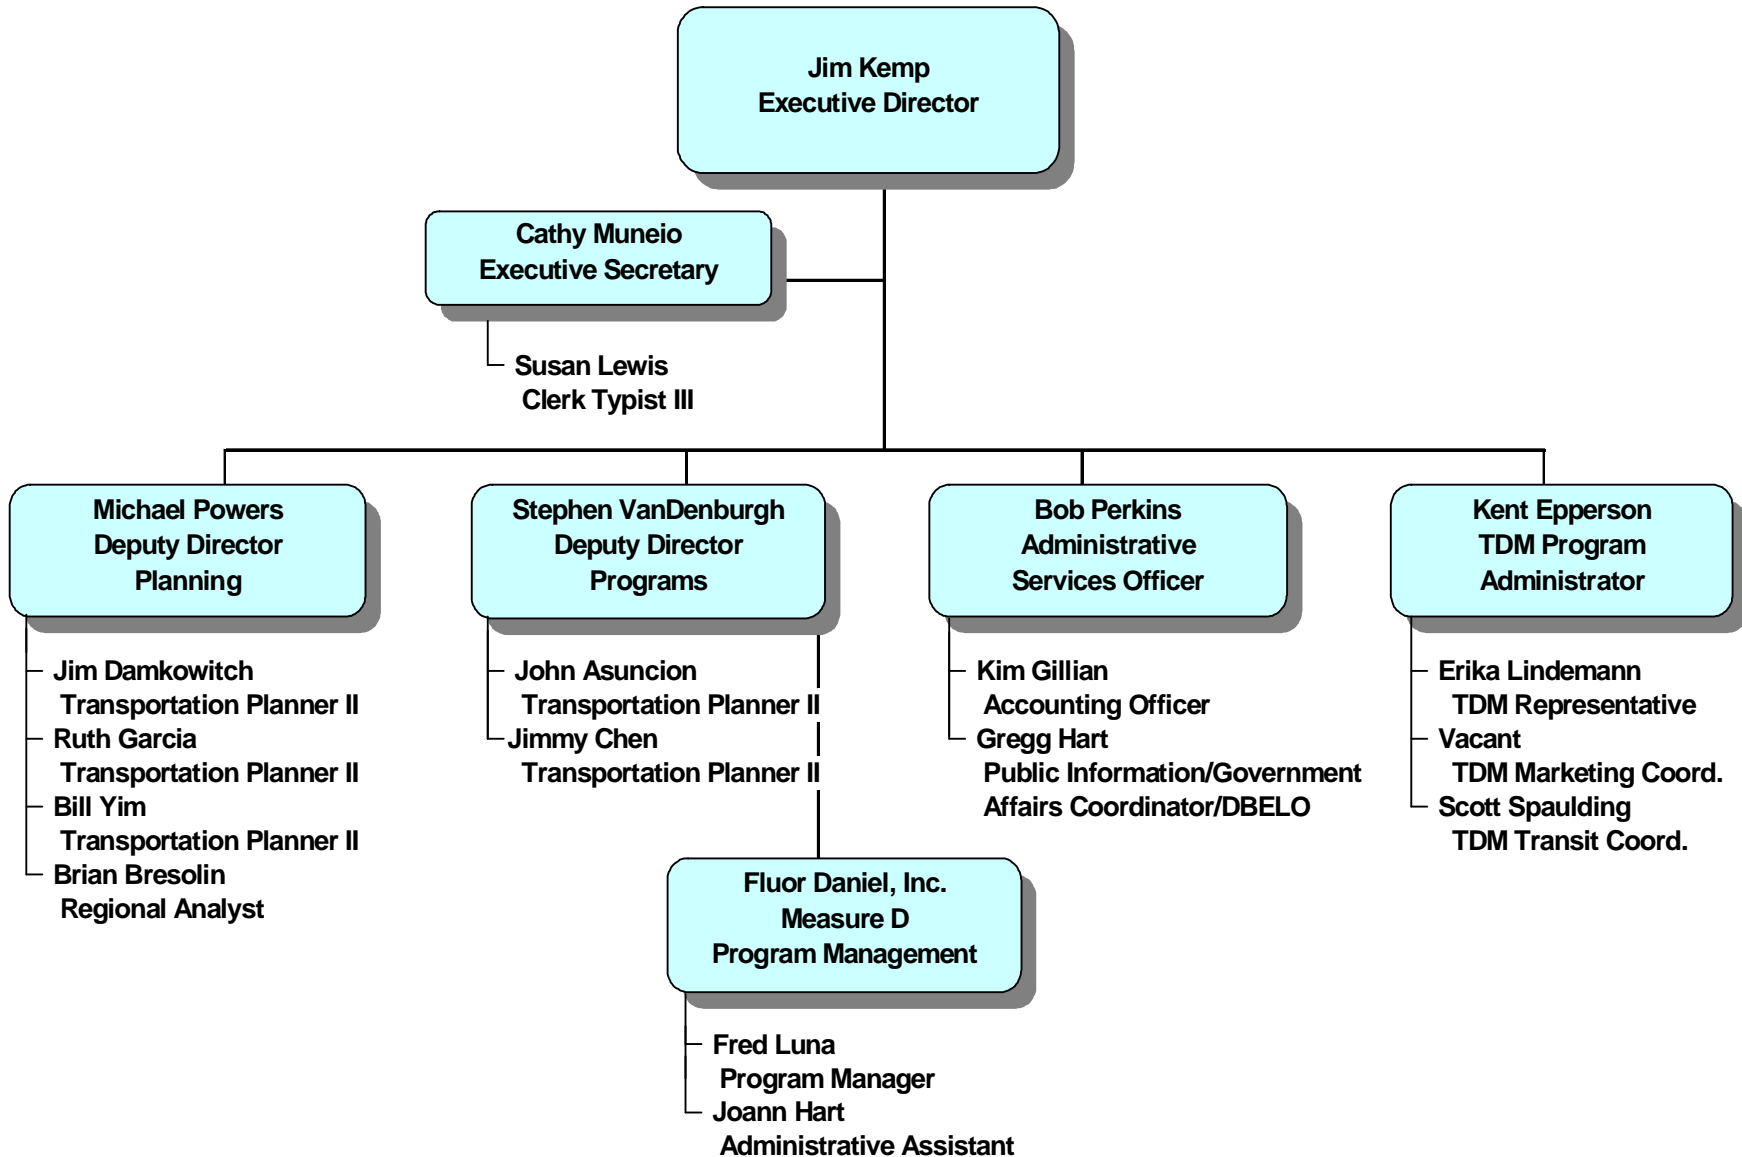 Jim Kemp
Executive Director
Cathy Muneio
Executive Secretary
Susan Lewis
Clerk Typist III
Michael Powers
Deputy Director
Planning
Jim Damkowitch
Transportation Planner II
Ruth Garcia
Transportation Planner II
Bill Yim
Transportation Planner II
Brian Bresolin
Regional Analyst
Stephen VanDenburgh
Deputy Director
Programs
John Asuncion
Transportation Planner II
Jimmy Chen
Transportation Planner II
Fluor Daniel, Inc.
Measure D
Program Management
Fred Luna
Program Manager
Joann Hart
Administrative Assistant
Bob Perkins
Administrative
Services Officer
Kim Gillian
Accounting Officer
Gregg Hart
Public Information/Government
Affairs Coordinator/DBELO
Kent Epperson
TDM Program
Administrator
Erika Lindemann
TDM Representative
Vacant
TDM Marketing Coord.
Scott Spaulding
TDM Transit Coord.